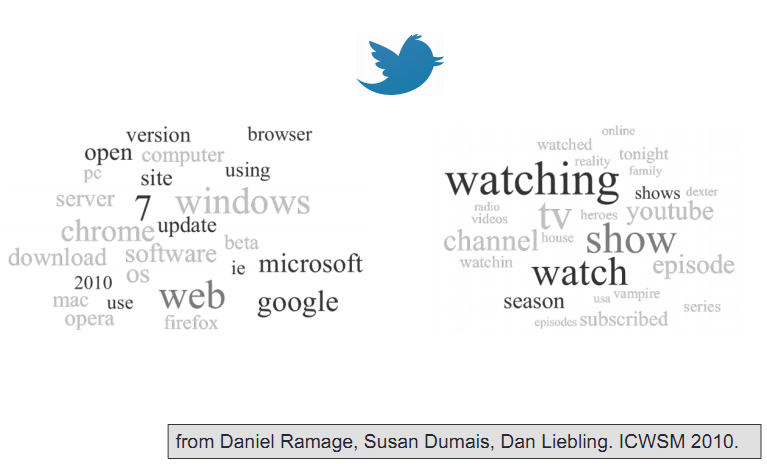 version browser
open computer
pc site using
server 7 windows
chrome update
download software beta
2010 os ie microsoft
mac use web google
opera firefox
online
watched reality tonight
family
watching shows dexter
radio videos tv heroes youtube
channel house show
watchin watch episode
season usa vampire
series
episodes subscribed
from Daniel Ramage, Susan Dumais, Dan Liebling. ICWSM 2010.